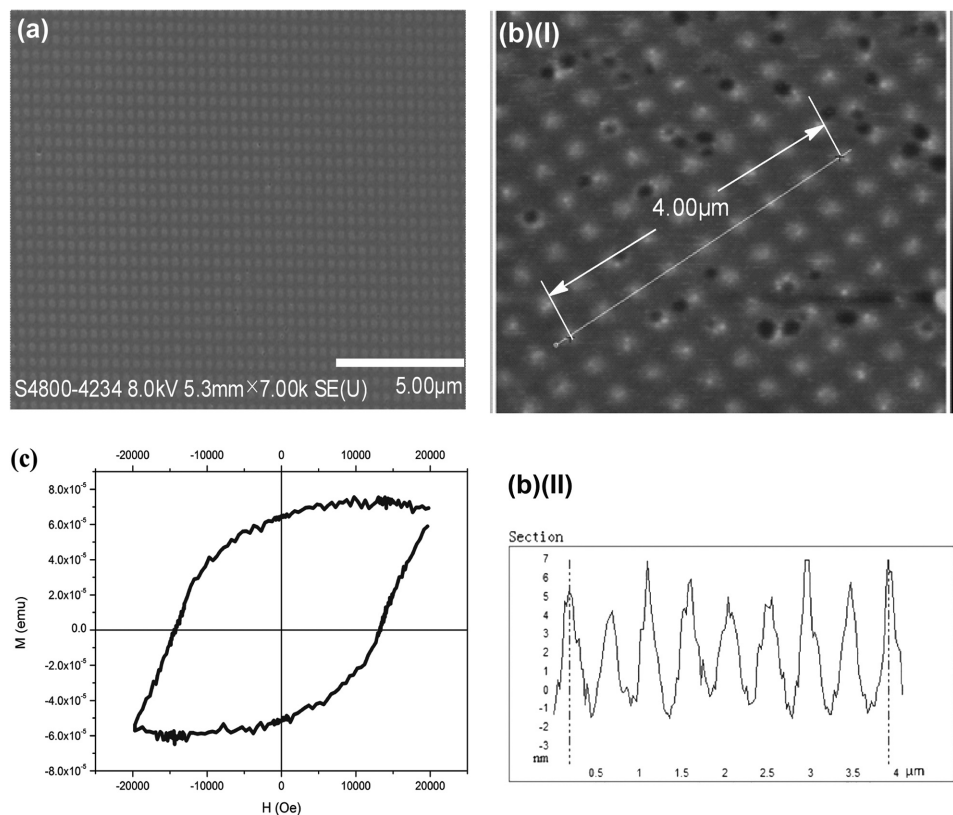 (a)
S4800-4234 8.0kV 5.3mm×7.00k SE(U)
5.00μm
(b)(I)
4.00μm
(c)
-20000 -10000 0 10000 20000
8.0x10⁻⁵
6.0x10⁻⁵
4.0x10⁻⁵
2.0x10⁻⁵
0.0
-2.0x10⁻⁵
-4.0x10⁻⁵
-6.0x10⁻⁵
-8.0x10⁻⁵
M (emu)
-20000 -10000 0 10000 20000
H (Oe)
(b)(II)
Section
7
6
5
4
3
2
1
0
-1
-2
-3
nm
0.5 1 1.5 2 2.5 3 3.5 4 μm